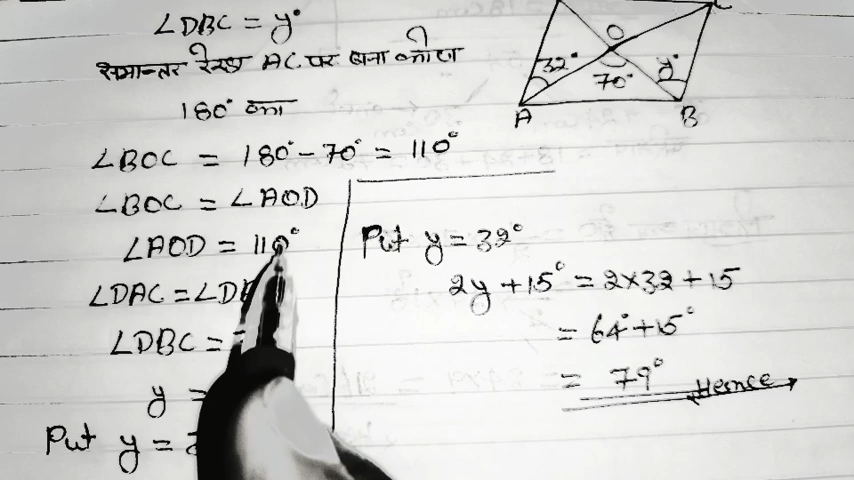 ∠DBC = y°
समान्तर रेखा AC पर बना कोण
180° का
∠BOC = 180° - 70° = 110°
∠BOC = ∠AOD
∠AOD = 110°
∠DAC = ∠DB
∠DBC =
y =
Put y =
C
O
32°
70°
y°
A
B
Put y = 32°
2y + 15° = 2×32 + 15
= 64° + 15°
= 79° Hence